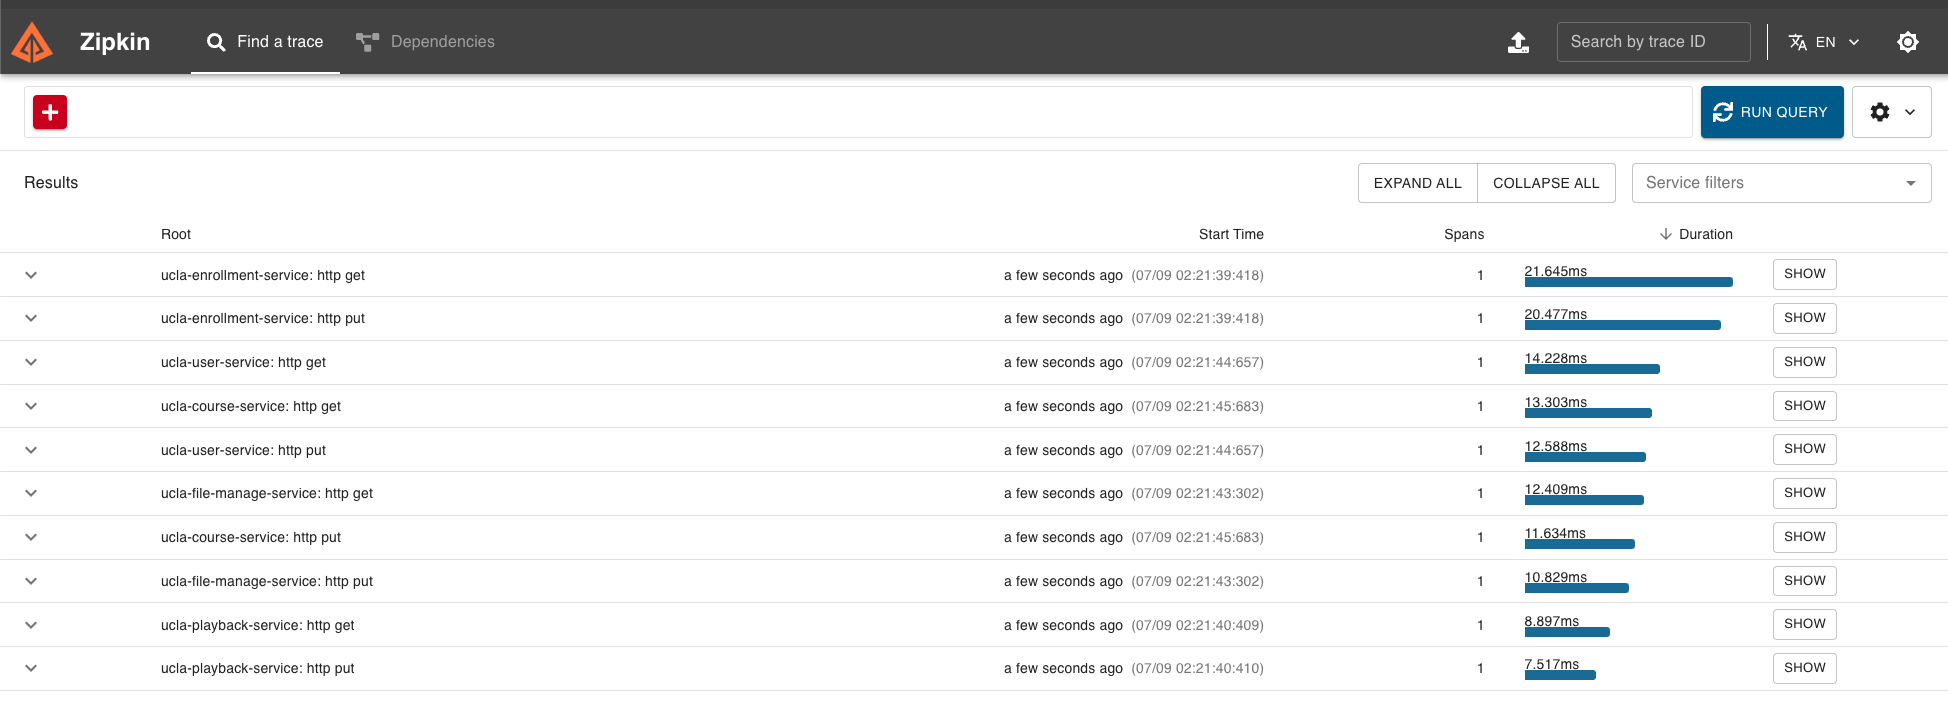 Zipkin Find a trace Dependencies Search by trace ID EN
RUN QUERY
Results EXPAND ALL COLLAPSE ALL Service filters
Root Start Time Spans Duration
ucla-enrollment-service: http get a few seconds ago (07/09 02:21:39:418) 1 21.645ms SHOW
ucla-enrollment-service: http put a few seconds ago (07/09 02:21:39:418) 1 20.477ms SHOW
ucla-user-service: http get a few seconds ago (07/09 02:21:44:657) 1 14.228ms SHOW
ucla-course-service: http get a few seconds ago (07/09 02:21:45:683) 1 13.303ms SHOW
ucla-user-service: http put a few seconds ago (07/09 02:21:44:657) 1 12.588ms SHOW
ucla-file-manage-service: http get a few seconds ago (07/09 02:21:43:302) 1 12.409ms SHOW
ucla-course-service: http put a few seconds ago (07/09 02:21:45:683) 1 11.634ms SHOW
ucla-file-manage-service: http put a few seconds ago (07/09 02:21:43:302) 1 10.829ms SHOW
ucla-playback-service: http get a few seconds ago (07/09 02:21:40:409) 1 8.897ms SHOW
ucla-playback-service: http put a few seconds ago (07/09 02:21:40:410) 1 7.517ms SHOW